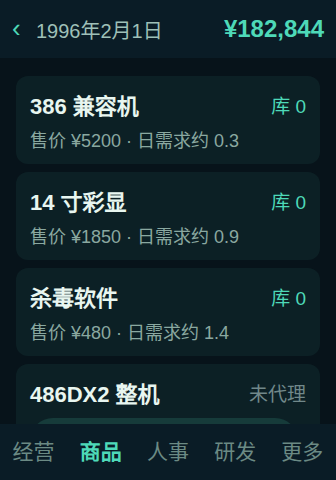 ‹ 1996年2月1日 ¥182,844
386 兼容机 库 0
售价 ¥5200 · 日需求约 0.3
14 寸彩显 库 0
售价 ¥1850 · 日需求约 0.9
杀毒软件 库 0
售价 ¥480 · 日需求约 1.4
486DX2 整机 未代理
经营 商品 人事 研发 更多